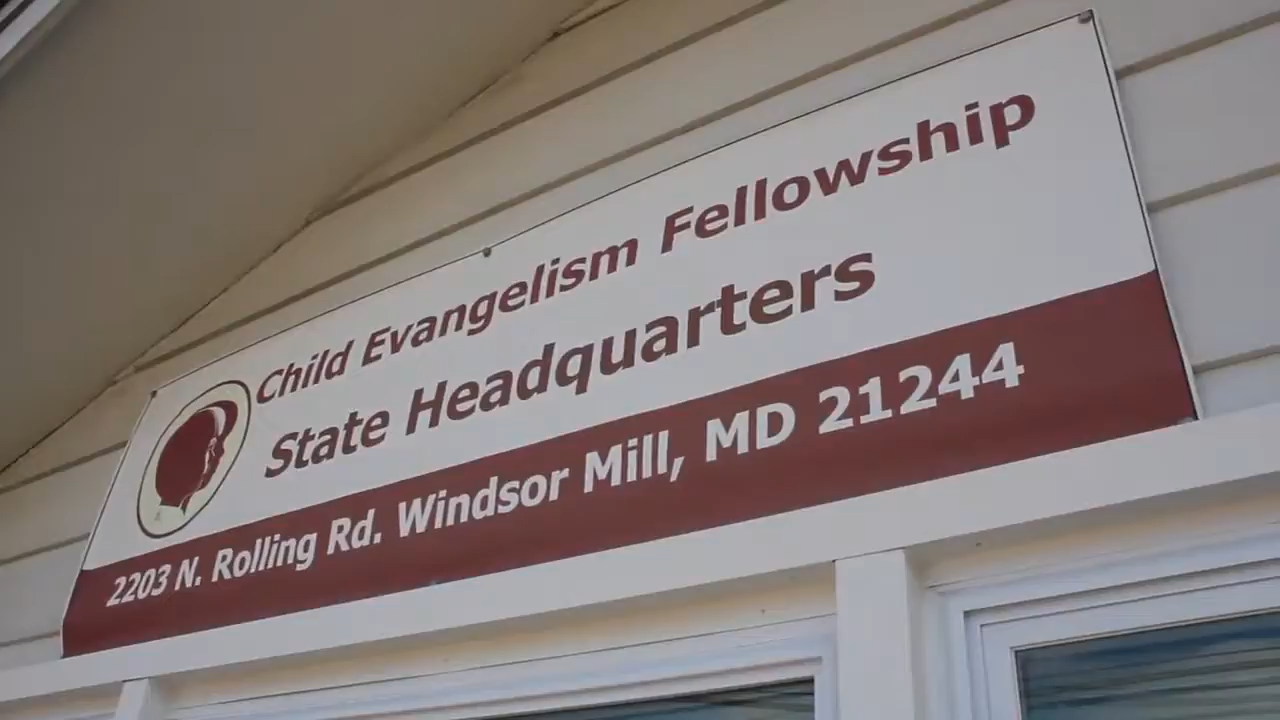 Child Evangelism Fellowship
State Headquarters
2203 N. Rolling Rd. Windsor Mill, MD 21244